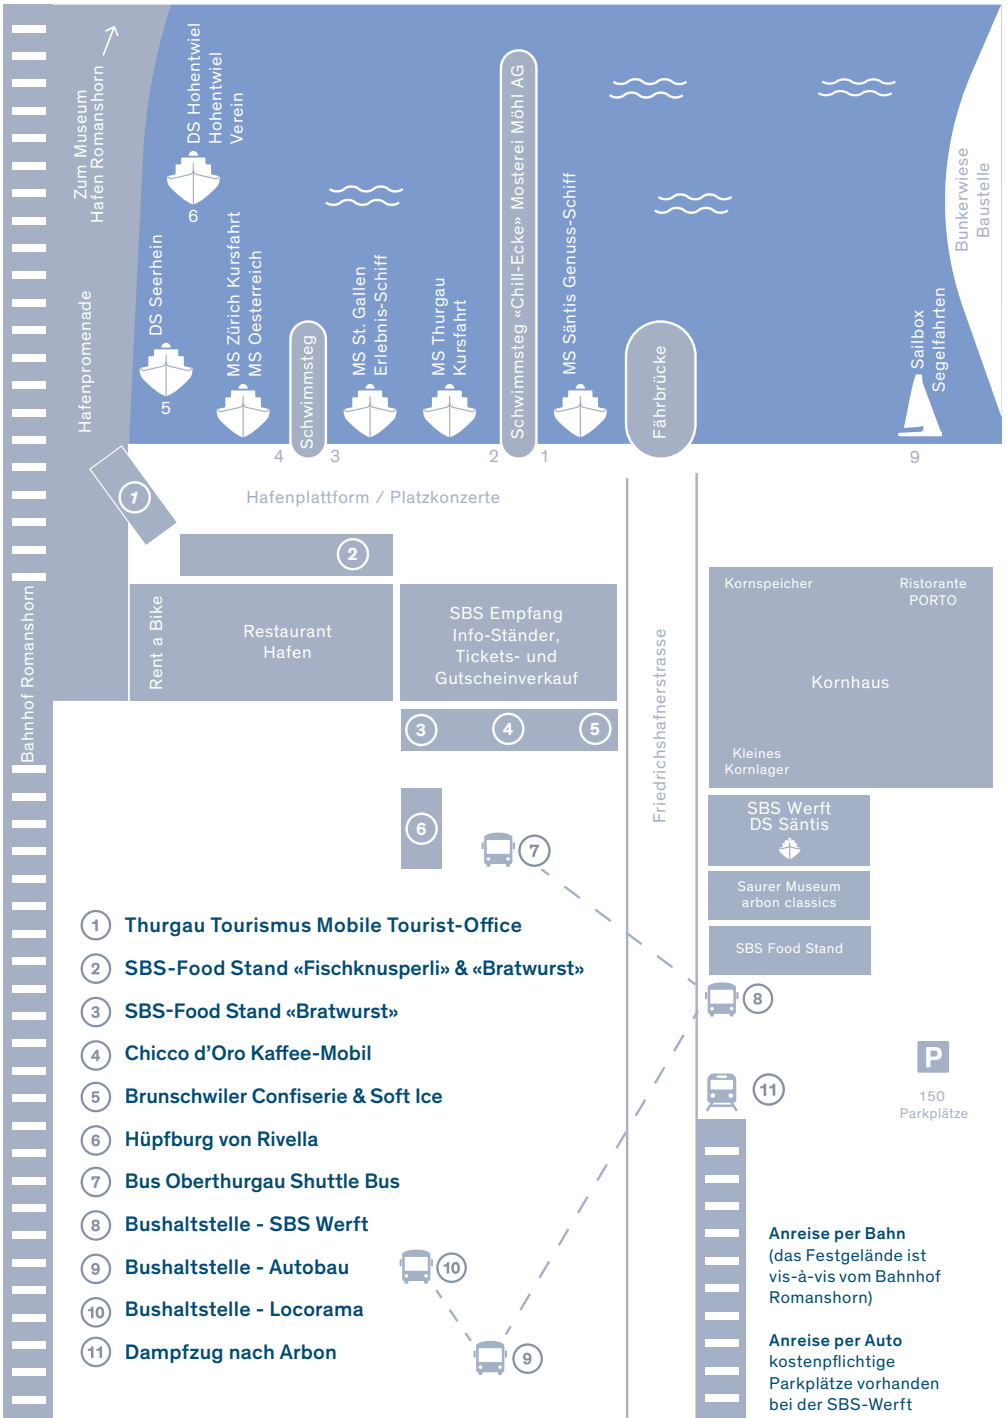 Zum Museum
Hafen Romanshorn
DS Hohentwiel
Hohentwiel
Verein
6
Hafenpromenade
DS Seerhein
5
MS Zürich Kursfahrt
MS Oesterreich
Schwimmsteg
4
3
MS St. Gallen
Erlebnis-Schiff
MS Thurgau
Kursfahrt
Schwimmsteg «Chill-Ecke» Mosterei Möhl AG
2
1
MS Säntis Genuss-Schiff
Fährbrücke
Sailbox
Segelfahrten
9
Bunkerwiese
Baustelle
1
Hafenplattform / Platzkonzerte
2
Bahnhof Romanshorn
Rent a Bike
Restaurant
Hafen
SBS Empfang
Info-Ständer,
Tickets- und
Gutscheinverkauf
3
4
5
6
7
Friedrichshafnerstrasse
Kornspeicher
Ristorante
PORTO
Kornhaus
Kleines
Kornlager
SBS Werft
DS Säntis
Saurer Museum
arbon classics
SBS Food Stand
8
11
P
150
Parkplätze
1 Thurgau Tourismus Mobile Tourist-Office
2 SBS-Food Stand «Fischknusperli» & «Bratwurst»
3 SBS-Food Stand «Bratwurst»
4 Chicco d’Oro Kaffee-Mobil
5 Brunschwiler Confiserie & Soft Ice
6 Hüpfburg von Rivella
7 Bus Oberthurgau Shuttle Bus
8 Bushaltstelle - SBS Werft
9 Bushaltstelle - Autobau
10 Bushaltstelle - Locorama
11 Dampfzug nach Arbon
10
9
Anreise per Bahn
(das Festgelände ist
vis-à-vis vom Bahnhof
Romanshorn)
Anreise per Auto
kostenpflichtige
Parkplätze vorhanden
bei der SBS-Werft